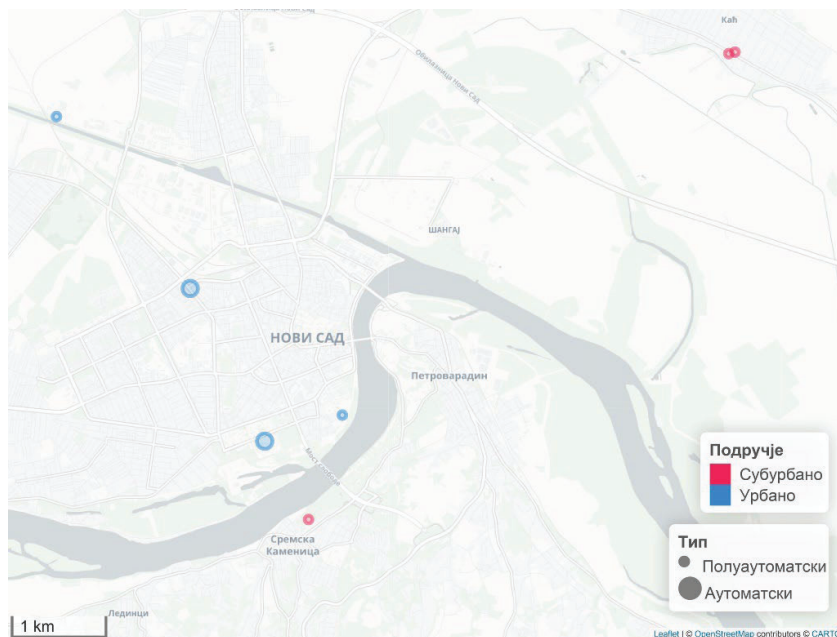 Каћ
Обилазница Нови Сад
ШАНГАЈ
НОВИ САД
Петроварадин
Мост слободе
Сремска
Каменица
Лединци
Подручје
Субурбано
Урбано
Тип
Полуаутоматски
Аутоматски
1 km
Leaflet | © OpenStreetMap contributors © CARTO